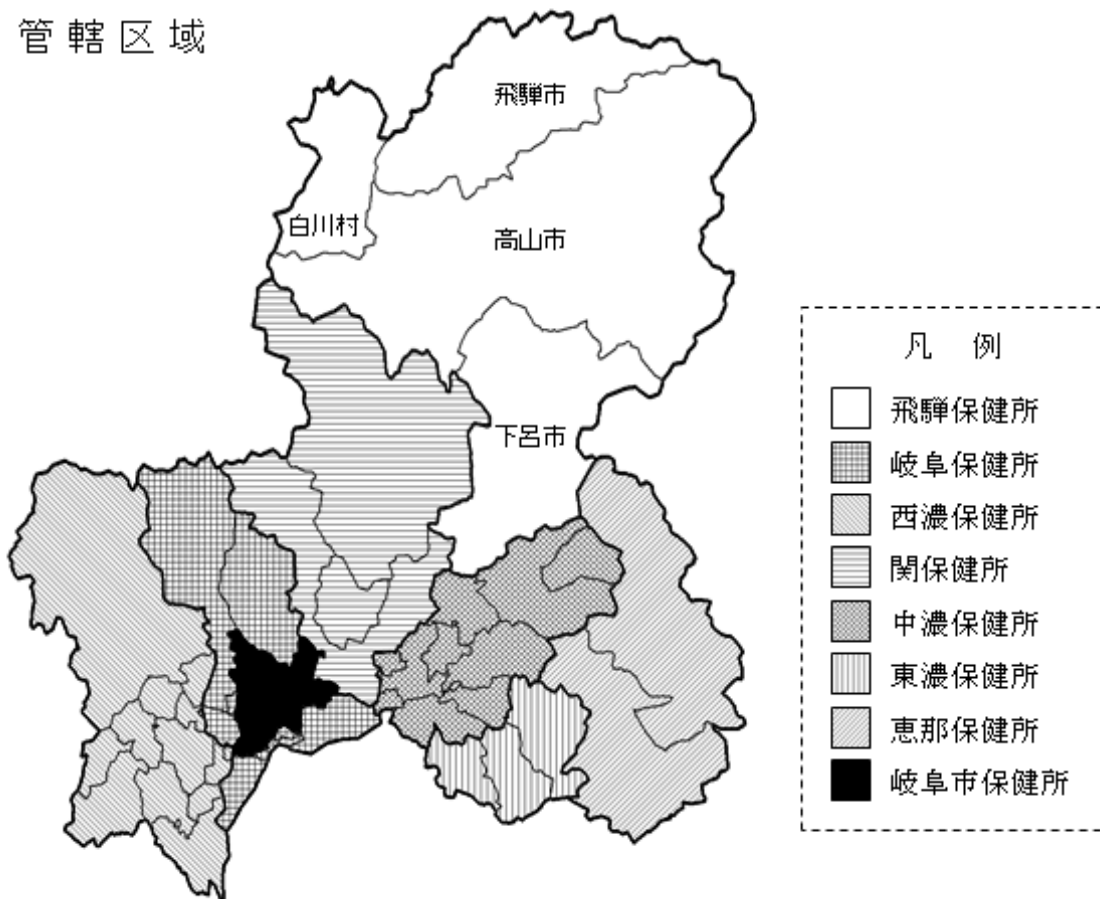 管轄区域
飛騨市
白川村
高山市
下呂市
凡 例
飛騨保健所
岐阜保健所
西濃保健所
関保健所
中濃保健所
東濃保健所
恵那保健所
岐阜市保健所